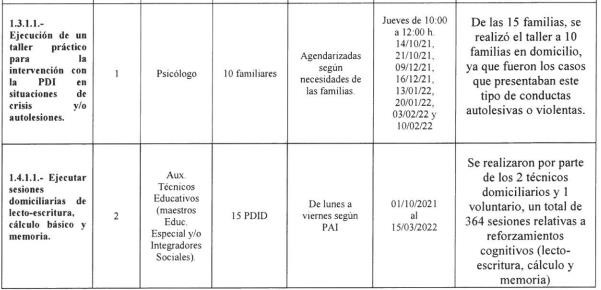 1.3.1.1.-
Ejecución de un
taller práctico
para la
intervención con
la PDI en
situaciones de
crisis y/o
autolesiones.
1
Psicólogo
10 familiares
Agendarizadas
según
necesidades de
las familias.
Jueves de 10:00
a 12:00 h.
14/10/21,
21/10/21,
09/12/21,
16/12/21,
13/01/22,
20/01/22,
03/02/22 y
10/02/22
De las 15 familias, se
realizó el taller a 10
familias en domicilio,
ya que fueron los casos
que presentaban este
tipo de conductas
autolesivas o violentas.
1.4.1.1.- Ejecutar
sesiones
domiciliarias de
lecto-escritura,
cálculo básico y
memoria.
2
Aux.
Técnicos
Educativos
(maestros
Educ.
Especial y/o
Integradores
Sociales).
15 PDID
De lunes a
viernes según
PAI
01/10/2021
al
15/03/2022
Se realizaron por parte
de los 2 técnicos
domiciliarios y 1
voluntario, un total de
364 sesiones relativas a
reforzamientos
cognitivos (lecto-
escritura, cálculo y
memoria)